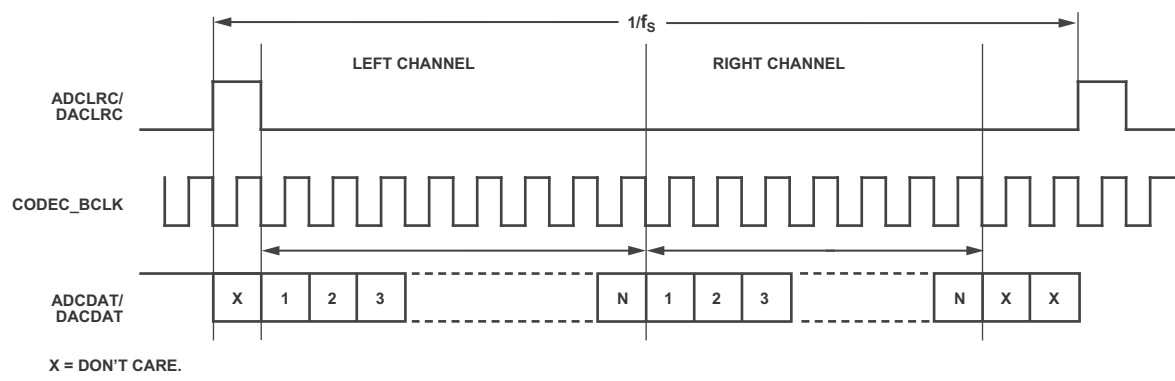 1/fS
LEFT CHANNEL
RIGHT CHANNEL
ADCLRC/
DACLRC
CODEC_BCLK
ADCDAT/
DACDAT
X 1 2 3 N 1 2 3 N X X
X = DON'T CARE.